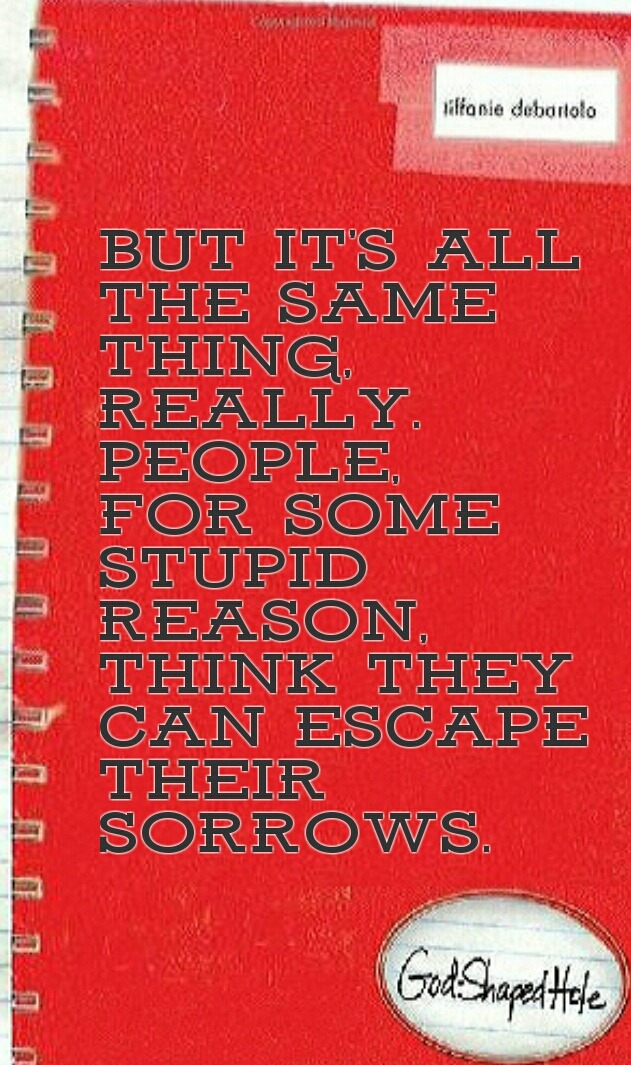 tiffanie debartolo
BUT IT'S ALL
THE SAME
THING,
REALLY.
PEOPLE,
FOR SOME
STUPID
REASON,
THINK THEY
CAN ESCAPE
THEIR
SORROWS.
God-Shaped Hole